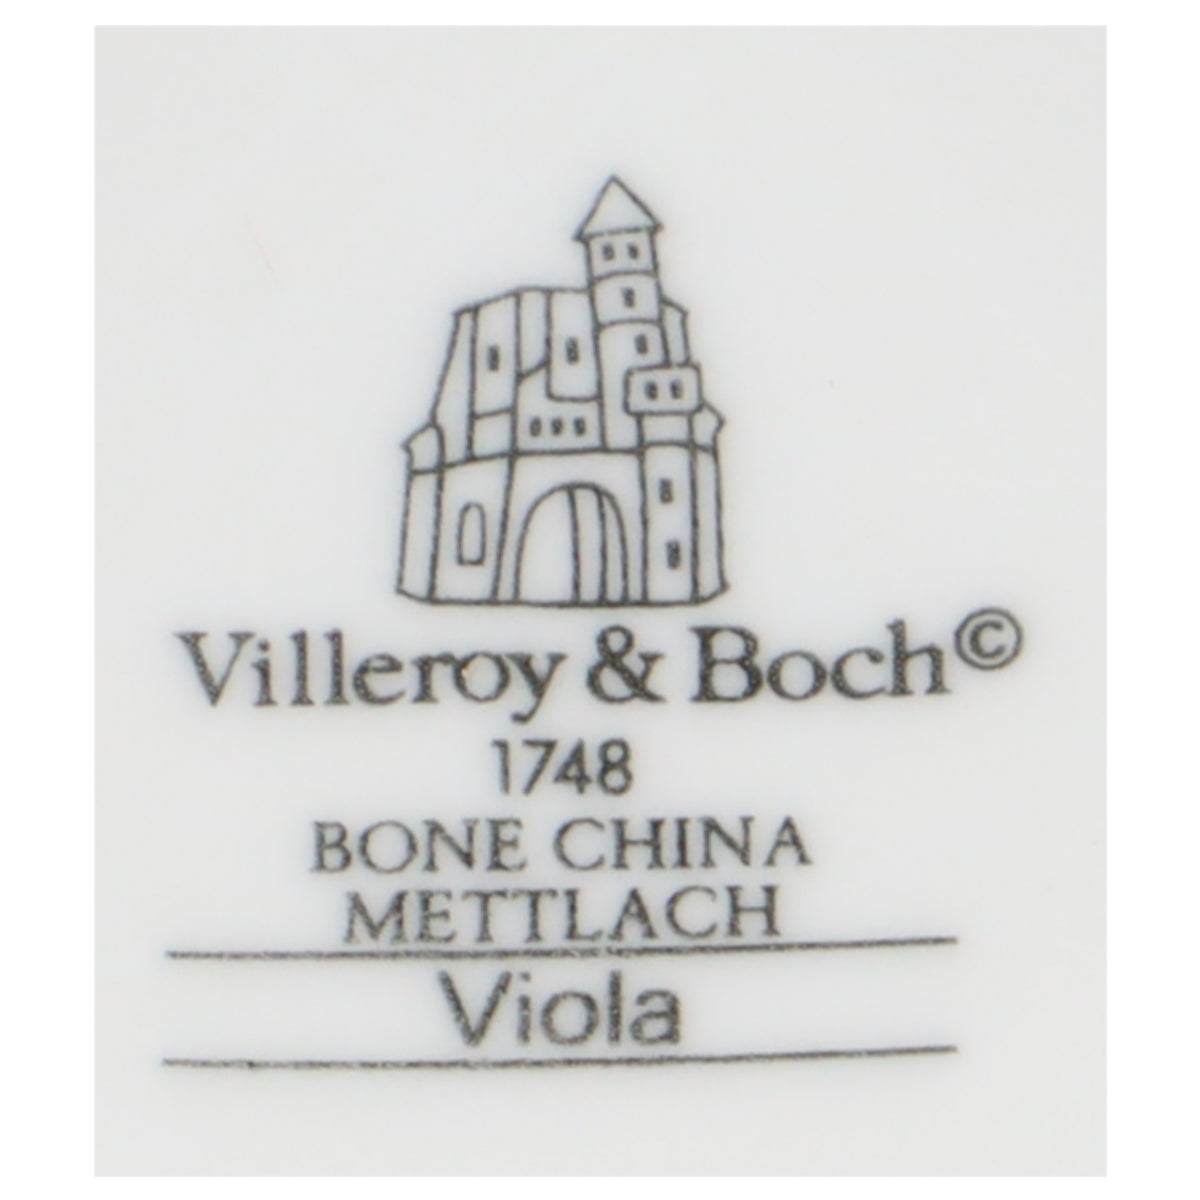 Villeroy & Boch©
1748
BONE CHINA
METTLACH
Viola